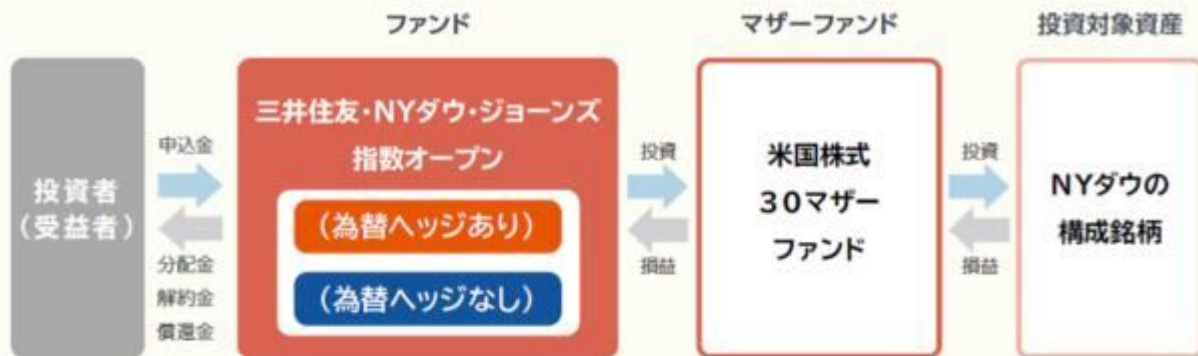 ファンド
マザーファンド
投資対象資産
投資者
(受益者)
申込金
分配金
解約金
償還金
三井住友・NYダウ・ジョーンズ
指数オープン
(為替ヘッジあり)
(為替ヘッジなし)
投資
損益
米国株式
30マザー
ファンド
投資
損益
NYダウの
構成銘柄